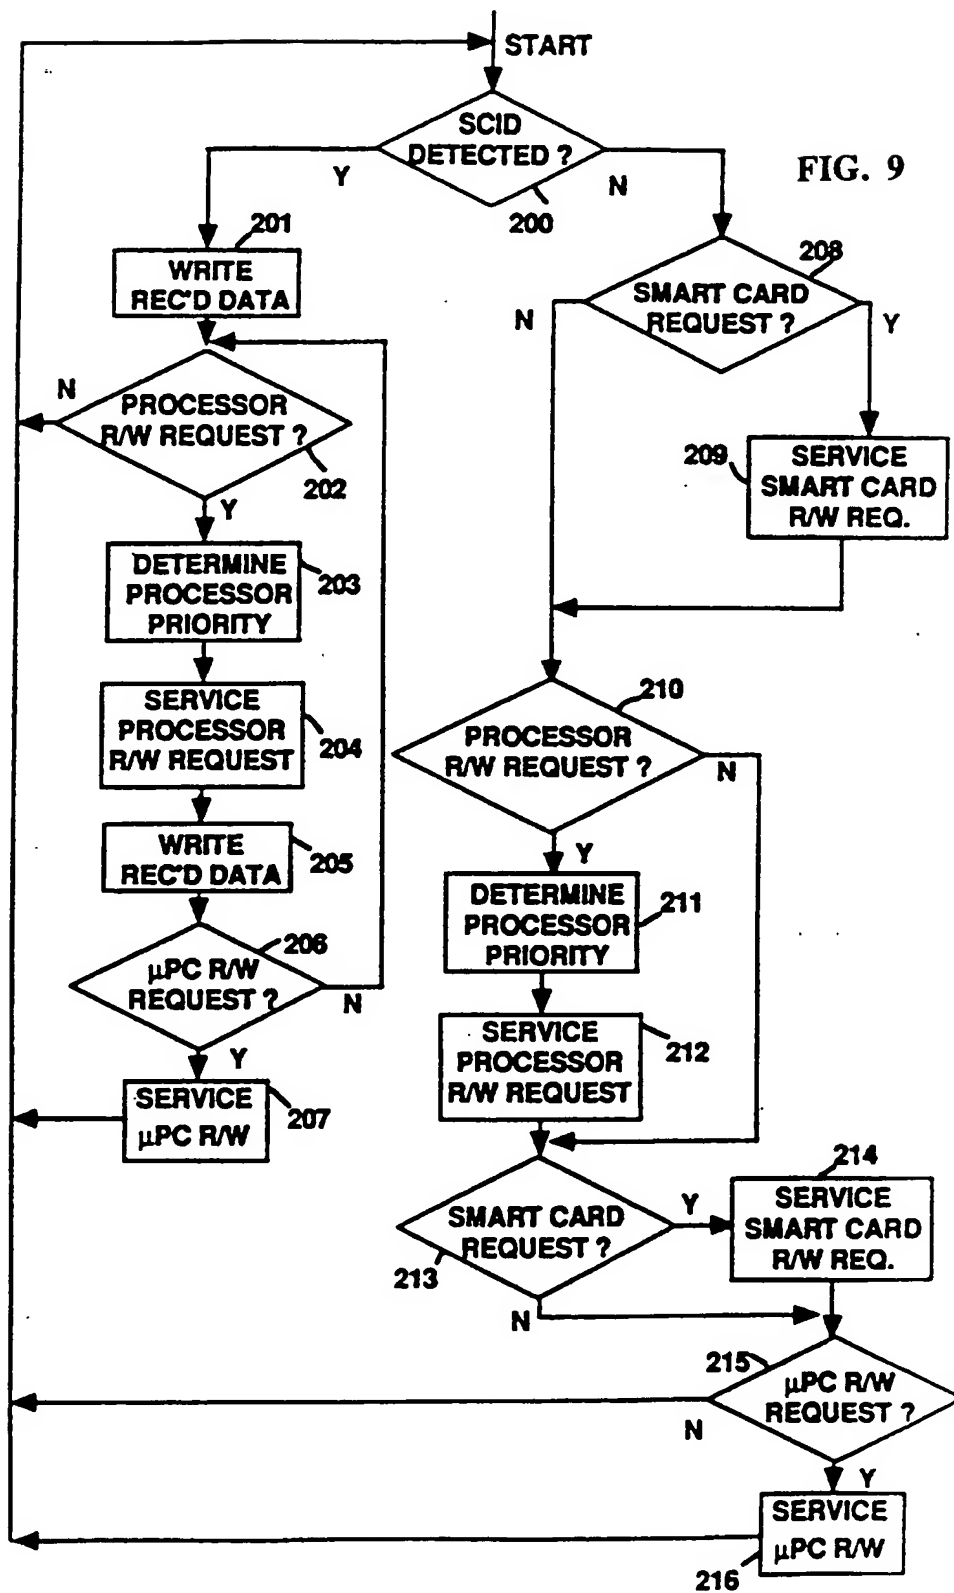 START
SCID
DETECTED ?
Y
N
200
FIG. 9
201
WRITE
REC'D DATA
208
SMART CARD
REQUEST ?
N
Y
N
PROCESSOR
R/W REQUEST ?
202
Y
209
SERVICE
SMART CARD
R/W REQ.
DETERMINE
PROCESSOR
PRIORITY
203
SERVICE
PROCESSOR
R/W REQUEST
204
210
PROCESSOR
R/W REQUEST ?
N
Y
WRITE
REC'D DATA
205
DETERMINE
PROCESSOR
PRIORITY
211
206
μPC R/W
REQUEST ?
N
Y
SERVICE
PROCESSOR
R/W REQUEST
212
SERVICE
μPC R/W
207
SMART CARD
REQUEST ?
213
Y
N
214
SERVICE
SMART CARD
R/W REQ.
215
μPC R/W
REQUEST ?
N
Y
SERVICE
μPC R/W
216